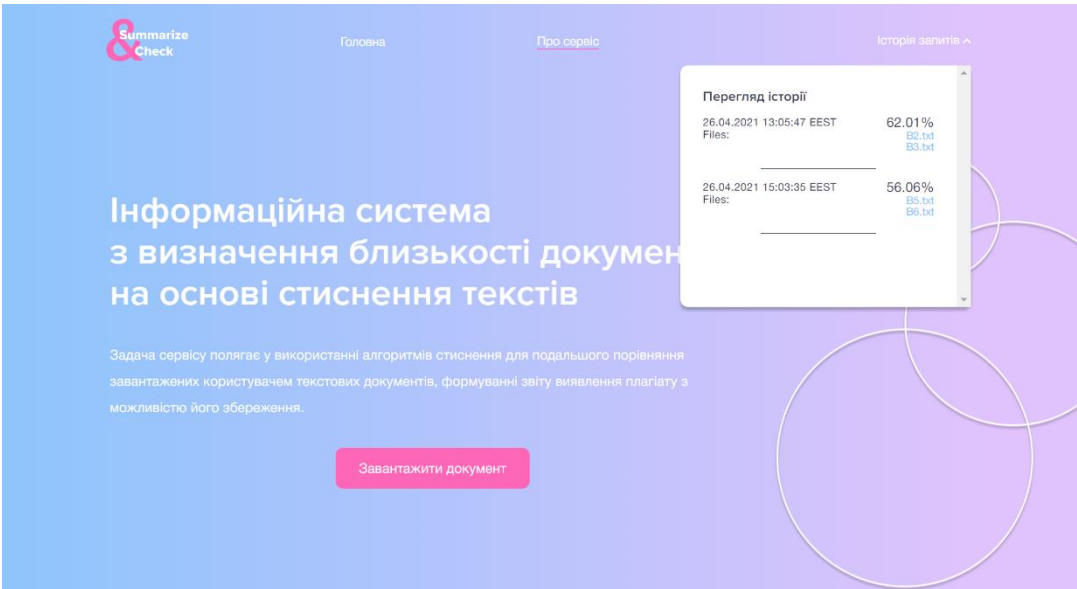 Summarize
&
Check
Головна
Про сервіс
Історія запитів
Перегляд історії
26.04.2021 13:05:47 EEST 62.01%
Files: B2.txt
B3.txt
26.04.2021 15:03:35 EEST 56.06%
Files: B5.txt
B6.txt
Інформаційна система
з визначення близькості докумен
на основі стиснення текстів
Задача сервісу полягає у використанні алгоритмів стиснення для подальшого порівняння
завантажених користувачем текстових документів, формуванні звіту виявлення плагіату з
можливістю його збереження.
Завантажити документ